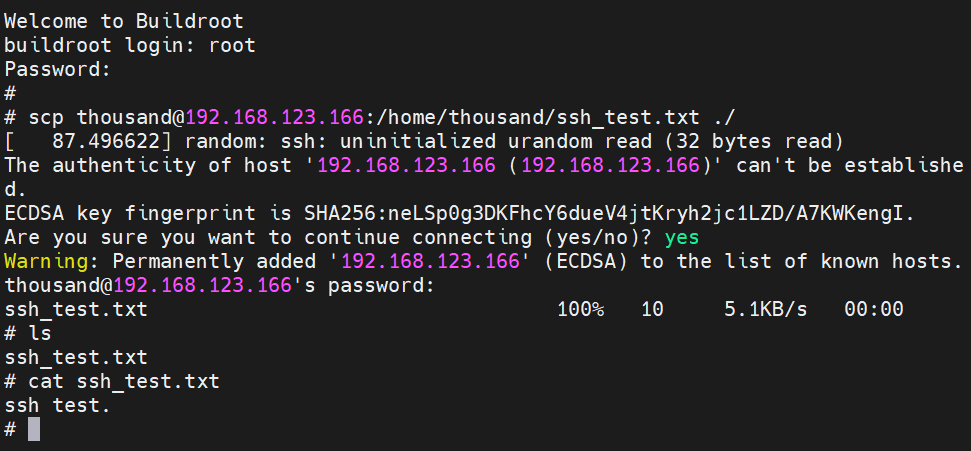 Welcome to Buildroot
buildroot login: root
Password:
#
# scp thousand@192.168.123.166:/home/thousand/ssh_test.txt ./
[   87.496622] random: ssh: uninitialized urandom read (32 bytes read)
The authenticity of host '192.168.123.166 (192.168.123.166)' can't be establishe
d.
ECDSA key fingerprint is SHA256:neLSp0g3DKFhcY6dueV4jtKryh2jc1LZD/A7KWKengI.
Are you sure you want to continue connecting (yes/no)? yes
Warning: Permanently added '192.168.123.166' (ECDSA) to the list of known hosts.
thousand@192.168.123.166's password:
ssh_test.txt                                  100%   10     5.1KB/s   00:00
# ls
ssh_test.txt
# cat ssh_test.txt
ssh test.
#